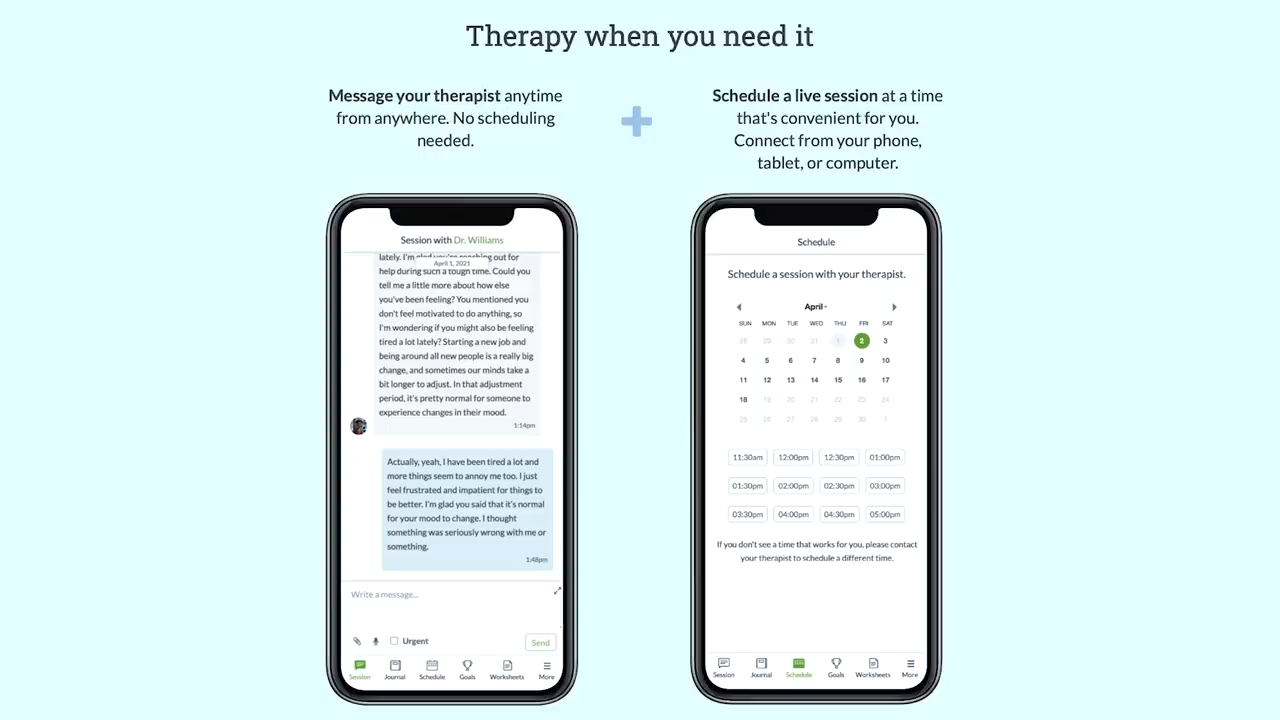 Therapy when you need it
Message your therapist anytime
from anywhere. No scheduling
needed.
Schedule a live session at a time
that's convenient for you.
Connect from your phone,
tablet, or computer.
Session with Dr. Williams
lately. I'm glad you're reaching out for
April 1, 2021
help during such a tough time. Could you
tell me a little more about how else
you've been feeling? You mentioned you
don't feel motivated to do anything, so
I'm wondering if you might also be feeling
tired a lot lately? Starting a new job and
being around all new people is a really big
change, and sometimes our minds take a
bit longer to adjust. In that adjustment
period, it's pretty normal for someone to
experience changes in their mood.
1:14pm
Actually, yeah, I have been tired a lot and
more things seem to annoy me too. I just
feel frustrated and impatient for things to
be better. I'm glad you said that it's normal
for your mood to change. I thought
something was seriously wrong with me or
something.
1:48pm
Write a message...
Urgent
Send
Session Journal Schedule Goals Worksheets More
Schedule
Schedule a session with your therapist.
April
SUN MON TUE WED THU FRI SAT
28 29 30 31 1 2 3
4 5 6 7 8 9 10
11 12 13 14 15 16 17
18 19 20 21 22 23 24
25 26 27 28 29 30 1
11:30am 12:00pm 12:30pm 01:00pm
01:30pm 02:00pm 02:30pm 03:00pm
03:30pm 04:00pm 04:30pm 05:00pm
If you don't see a time that works for you, please contact
your therapist to schedule a different time.
Session Journal Schedule Goals Worksheets More